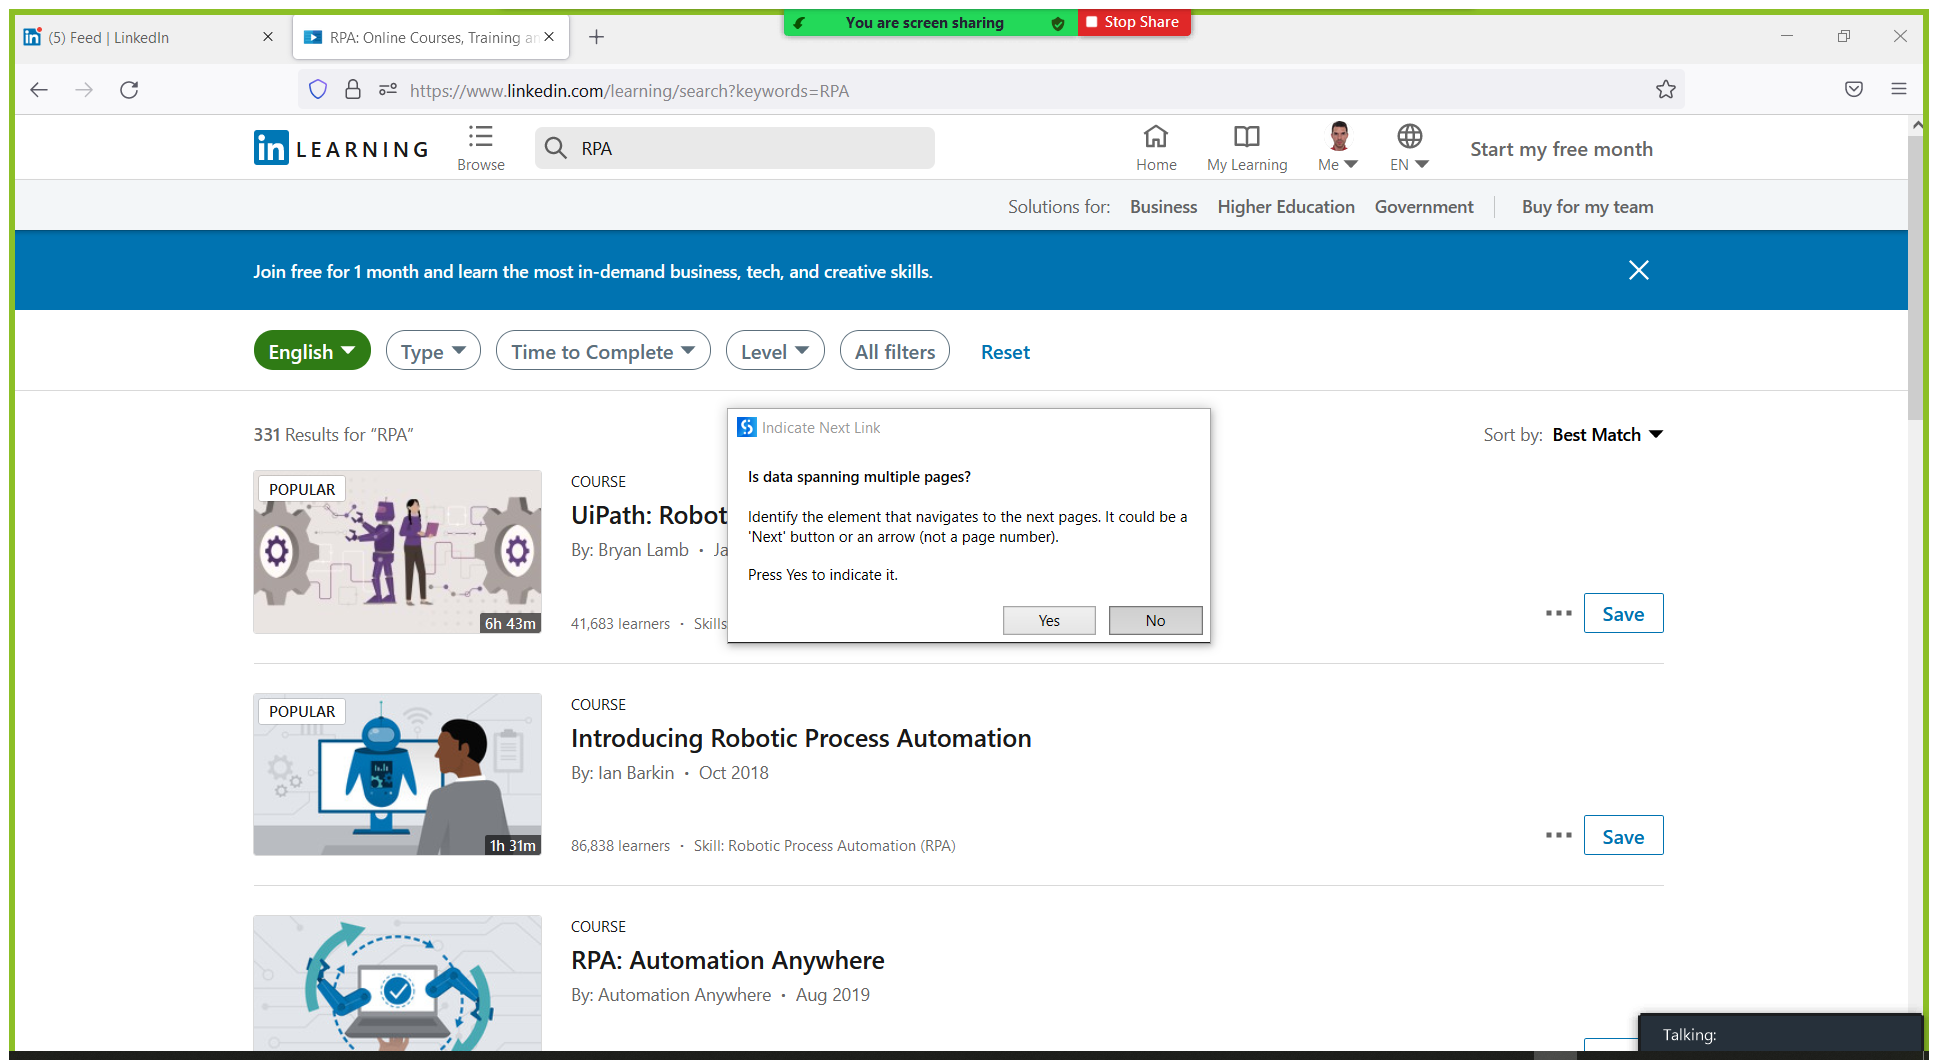 You are screen sharing
Stop Share
(5) Feed | LinkedIn
RPA: Online Courses, Training an
https://www.linkedin.com/learning/search?keywords=RPA
in LEARNING
Browse
RPA
Home
My Learning
Me
EN
Start my free month
Solutions for: Business Higher Education Government Buy for my team
Join free for 1 month and learn the most in-demand business, tech, and creative skills.
English Type Time to Complete Level All filters Reset
331 Results for “RPA”
Sort by: Best Match
Indicate Next Link
Is data spanning multiple pages?
Identify the element that navigates to the next pages. It could be a
'Next' button or an arrow (not a page number).
Press Yes to indicate it.
Yes No
POPULAR
6h 43m
COURSE
UiPath: Robot
By: Bryan Lamb • Ja
41,683 learners • Skills
Save
POPULAR
1h 31m
COURSE
Introducing Robotic Process Automation
By: Ian Barkin • Oct 2018
86,838 learners • Skill: Robotic Process Automation (RPA)
Save
COURSE
RPA: Automation Anywhere
By: Automation Anywhere • Aug 2019
Talking: